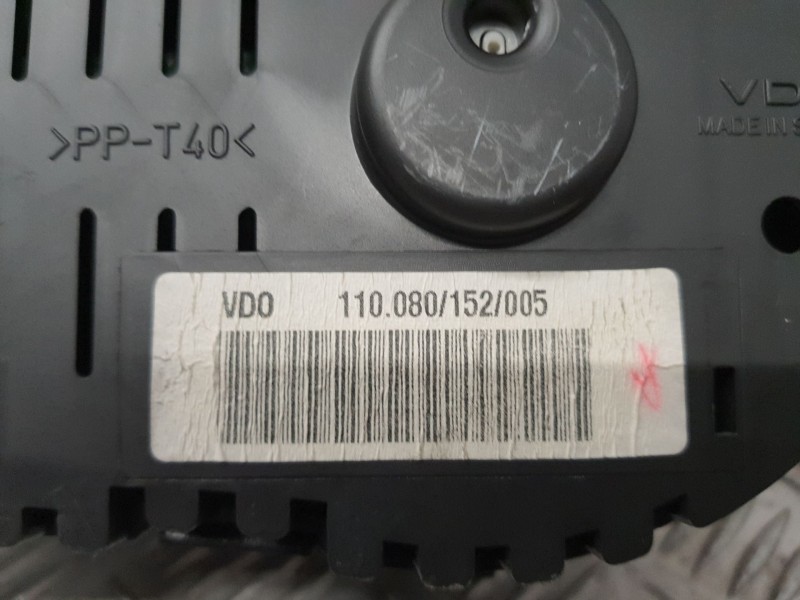 >PP-T40<
VD
MADE IN S
VDO 110.080/152/005